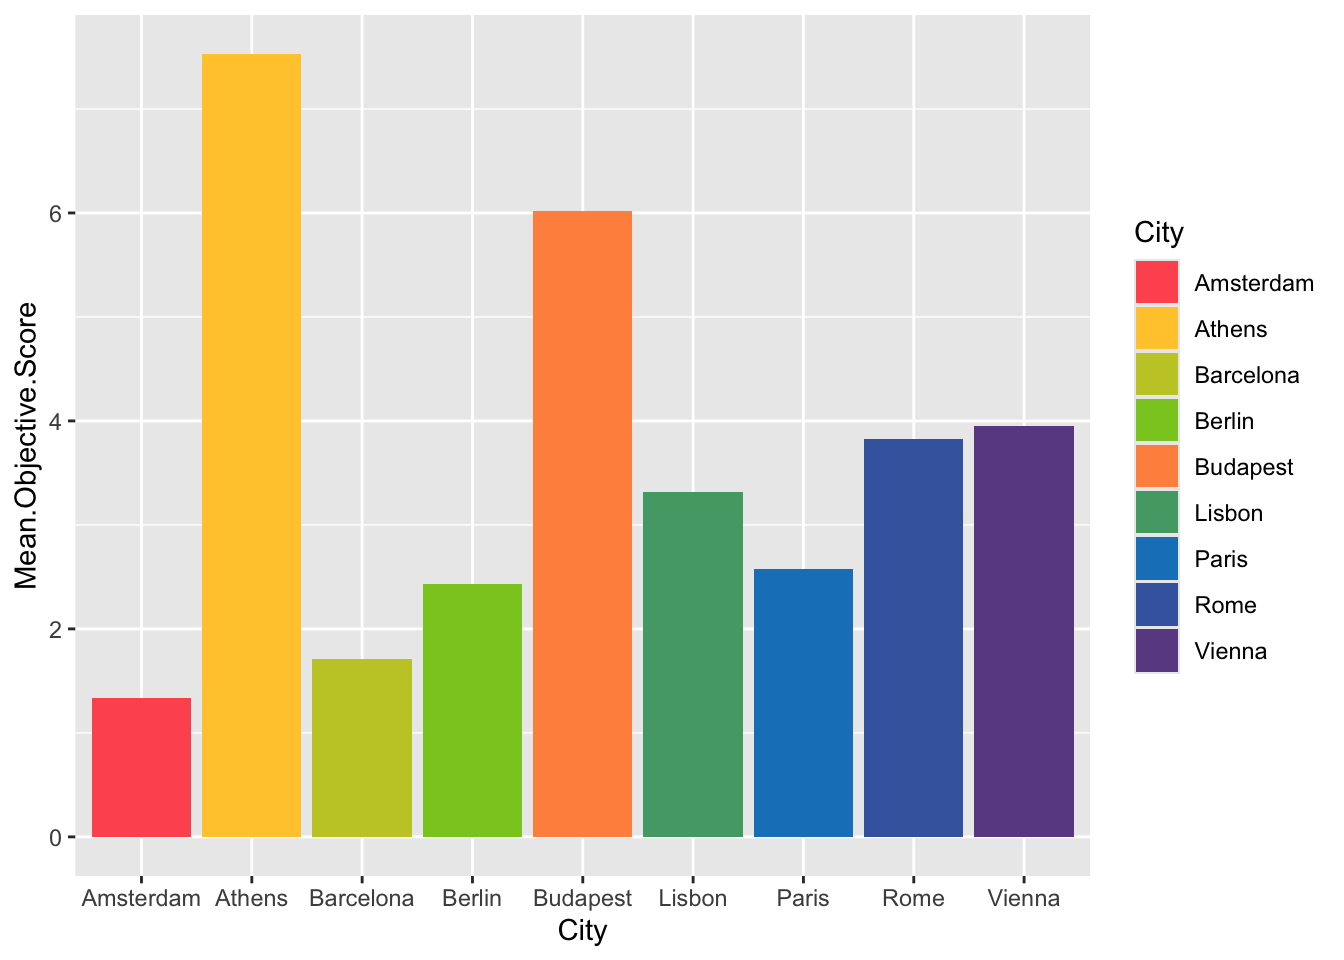 Mean.Objective.Score
6
4
2
0
Amsterdam Athens Barcelona Berlin Budapest Lisbon Paris Rome Vienna
City
City
Amsterdam
Athens
Barcelona
Berlin
Budapest
Lisbon
Paris
Rome
Vienna